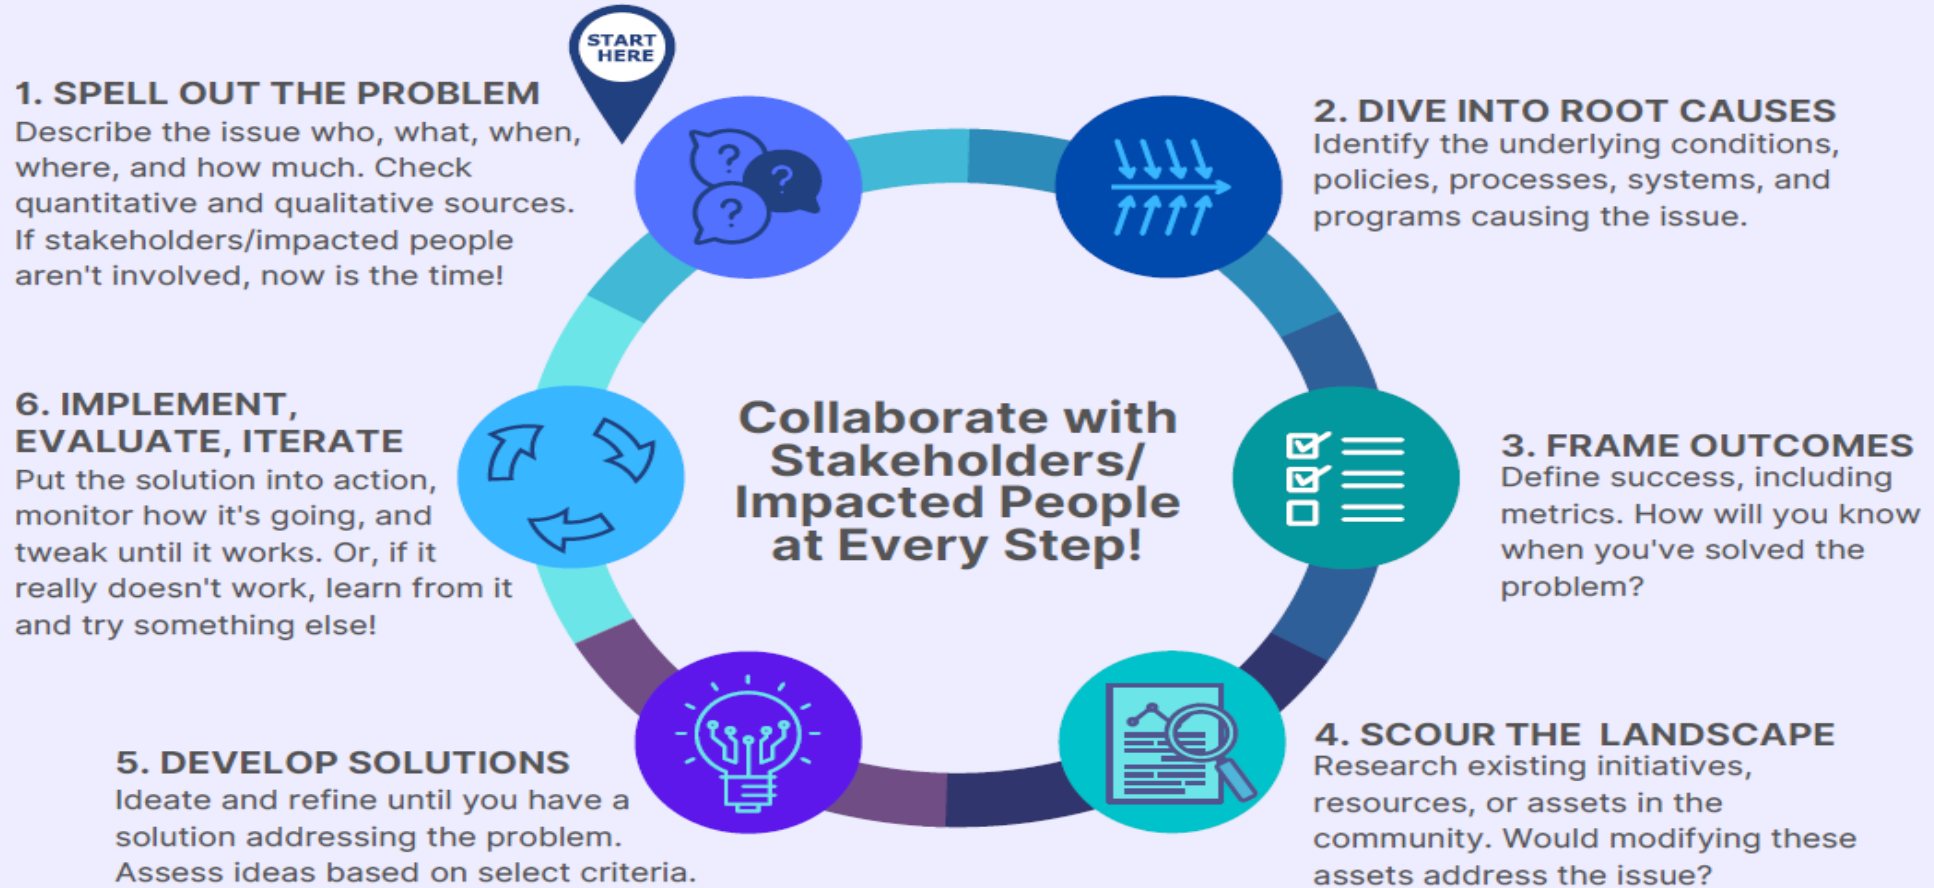 START
HERE
1. SPELL OUT THE PROBLEM
Describe the issue who, what, when,
where, and how much. Check
quantitative and qualitative sources.
If stakeholders/impacted people
aren't involved, now is the time!
2. DIVE INTO ROOT CAUSES
Identify the underlying conditions,
policies, processes, systems, and
programs causing the issue.
3. FRAME OUTCOMES
Define success, including
metrics. How will you know
when you've solved the
problem?
4. SCOUR THE LANDSCAPE
Research existing initiatives,
resources, or assets in the
community. Would modifying these
assets address the issue?
5. DEVELOP SOLUTIONS
Ideate and refine until you have a
solution addressing the problem.
Assess ideas based on select criteria.
6. IMPLEMENT,
EVALUATE, ITERATE
Put the solution into action,
monitor how it's going, and
tweak until it works. Or, if it
really doesn't work, learn from it
and try something else!
Collaborate with
Stakeholders/
Impacted People
at Every Step!
? ? ?